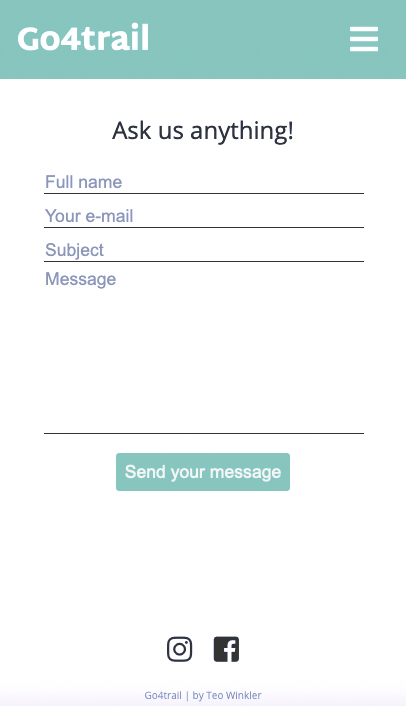 Go4trail
Ask us anything!
Full name
Your e-mail
Subject
Message
Send your message
Go4trail | by Teo Winkler